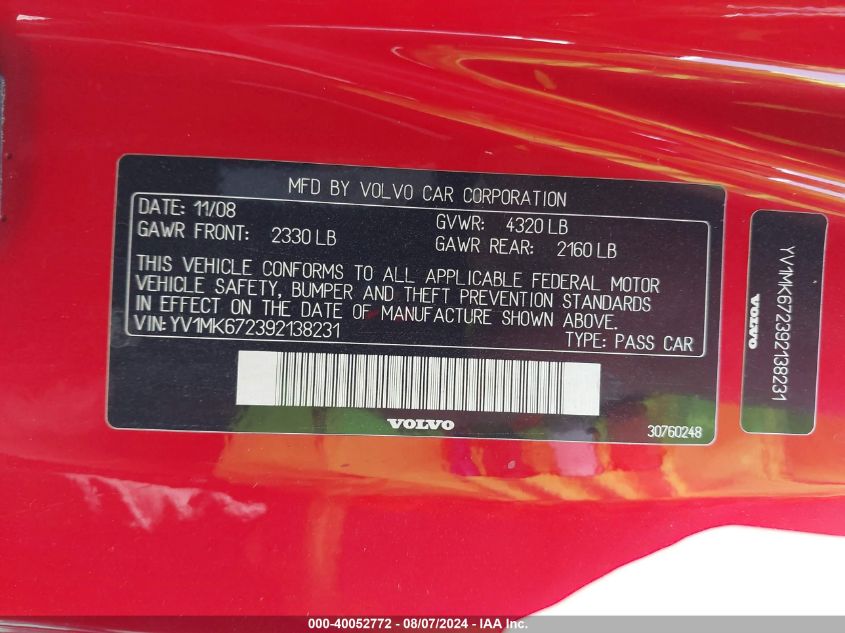 MFD BY VOLVO CAR CORPORATION
DATE: 11/08
GVWR: 4320 LB
GAWR FRONT: 2330 LB
GAWR REAR: 2160 LB
THIS VEHICLE CONFORMS TO ALL APPLICABLE FEDERAL MOTOR
VEHICLE SAFETY, BUMPER AND THEFT PREVENTION STANDARDS
IN EFFECT ON THE DATE OF MANUFACTURE SHOWN ABOVE.
VIN: YV1MK672392138231
TYPE: PASS CAR
VOLVO
30760248
YV1MK672392138231
000-40052772 - 08/07/2024 - IAA Inc.